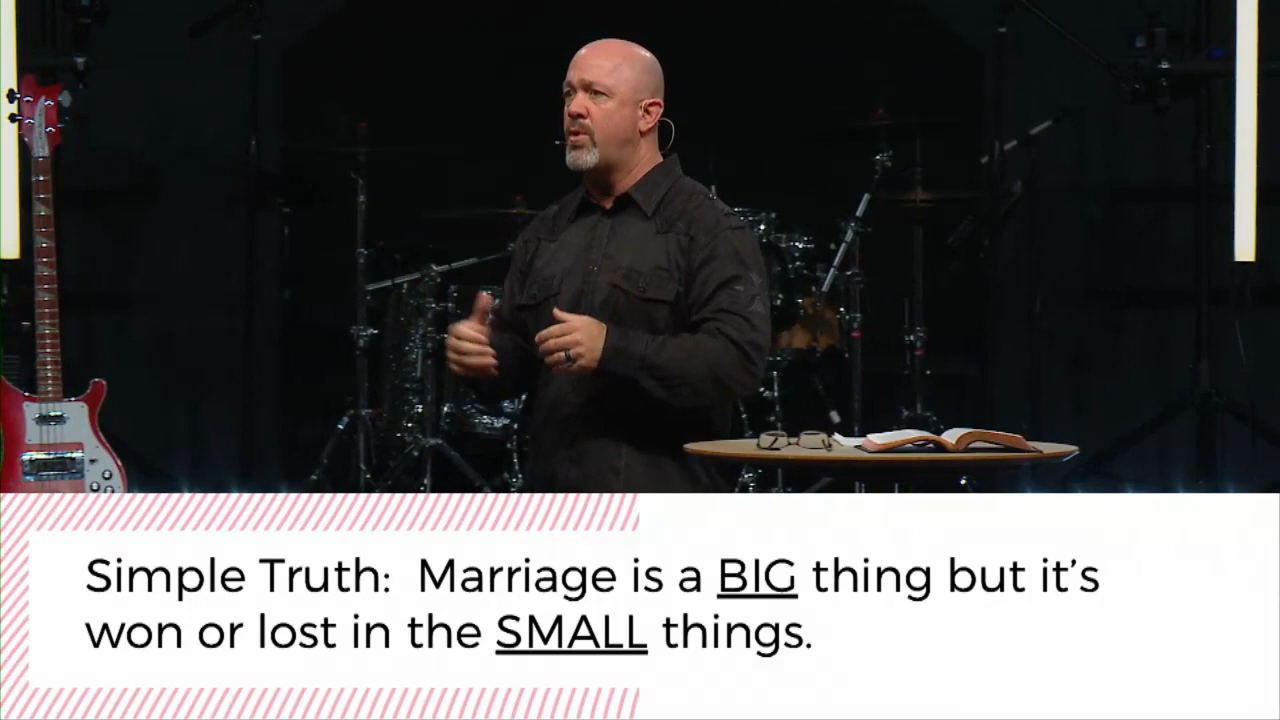 Simple Truth:  Marriage is a BIG thing but it’s
won or lost in the SMALL things.